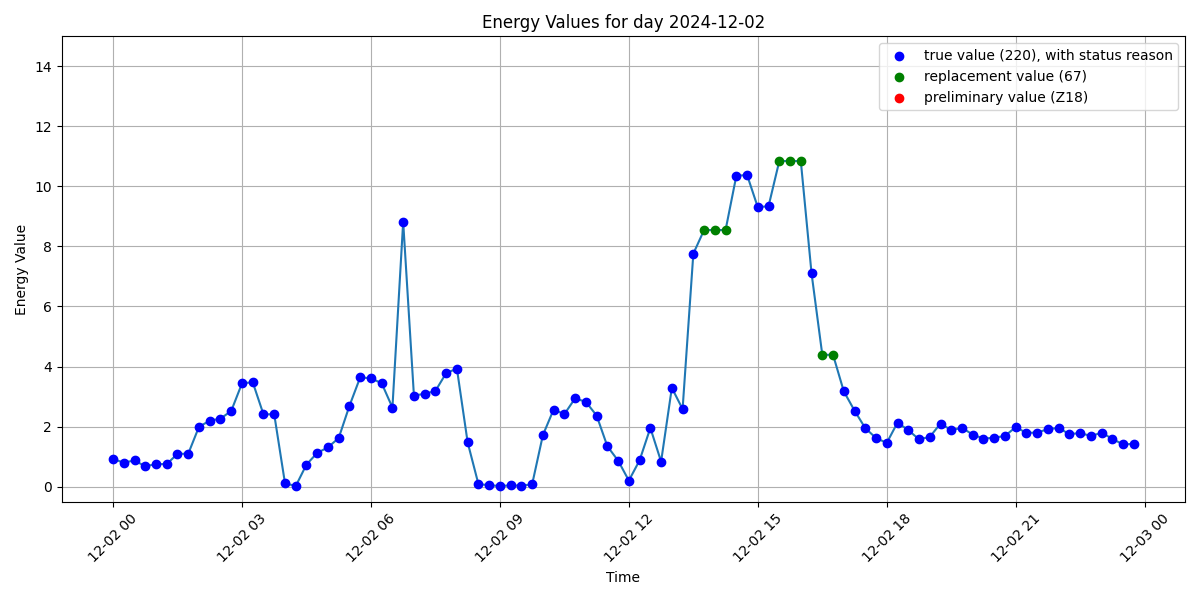 Energy Values for day 2024-12-02
true value (220), with status reason
replacement value (67)
preliminary value (Z18)
Energy Value
14
12
10
8
6
4
2
0
12-02 00
12-02 03
12-02 06
12-02 09
12-02 12
12-02 15
12-02 18
12-02 21
12-03 00
Time